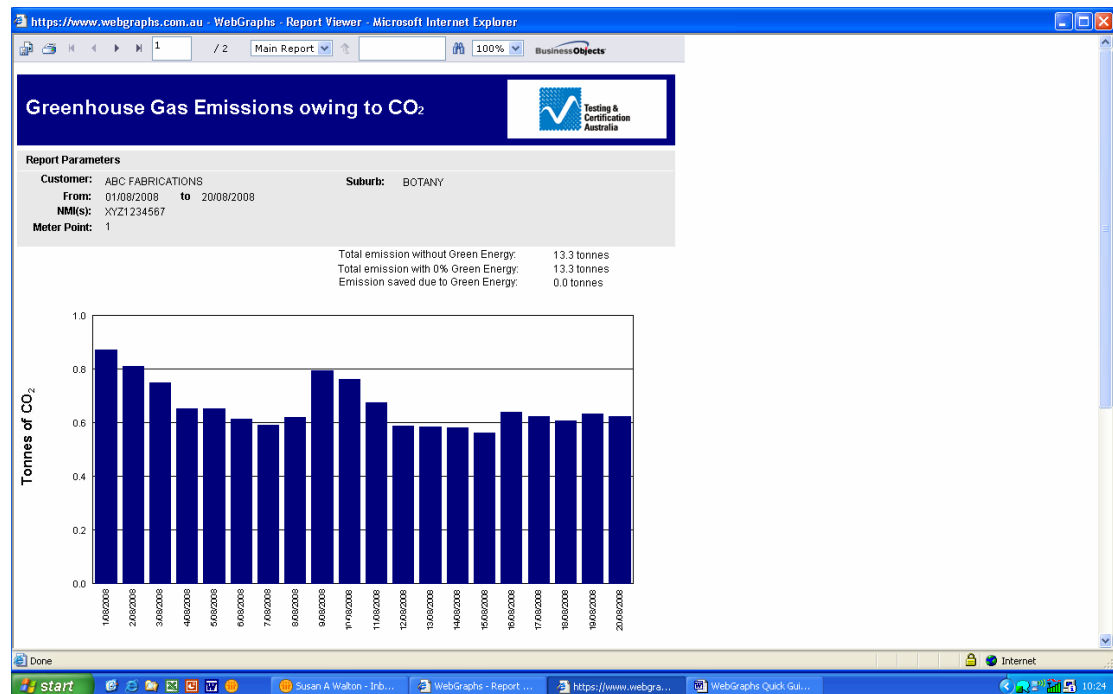 https://www.webgraphs.com.au - WebGraphs - Report Viewer - Microsoft Internet Explorer
1 / 2 Main Report 100% BusinessObjects
Greenhouse Gas Emissions owing to CO₂
Testing &
Certification
Australia
Report Parameters
Customer: ABC FABRICATIONS Suburb: BOTANY
From: 01/08/2008 to 20/08/2008
NMI(s): XYZ1234567
Meter Point: 1
Total emission without Green Energy: 13.3 tonnes
Total emission with 0% Green Energy: 13.3 tonnes
Emission saved due to Green Energy: 0.0 tonnes
Tonnes of CO₂
1.0
0.8
0.6
0.4
0.2
0.0
1/08/2008
2/08/2008
3/08/2008
4/08/2008
5/08/2008
6/08/2008
7/08/2008
8/08/2008
9/08/2008
10/08/2008
11/08/2008
12/08/2008
13/08/2008
14/08/2008
15/08/2008
16/08/2008
17/08/2008
18/08/2008
19/08/2008
20/08/2008
Done Internet
start Susan A Walton - Inb... WebGraphs - Report ... https://www.webgra... WebGraphs Quick Gui... 10:24